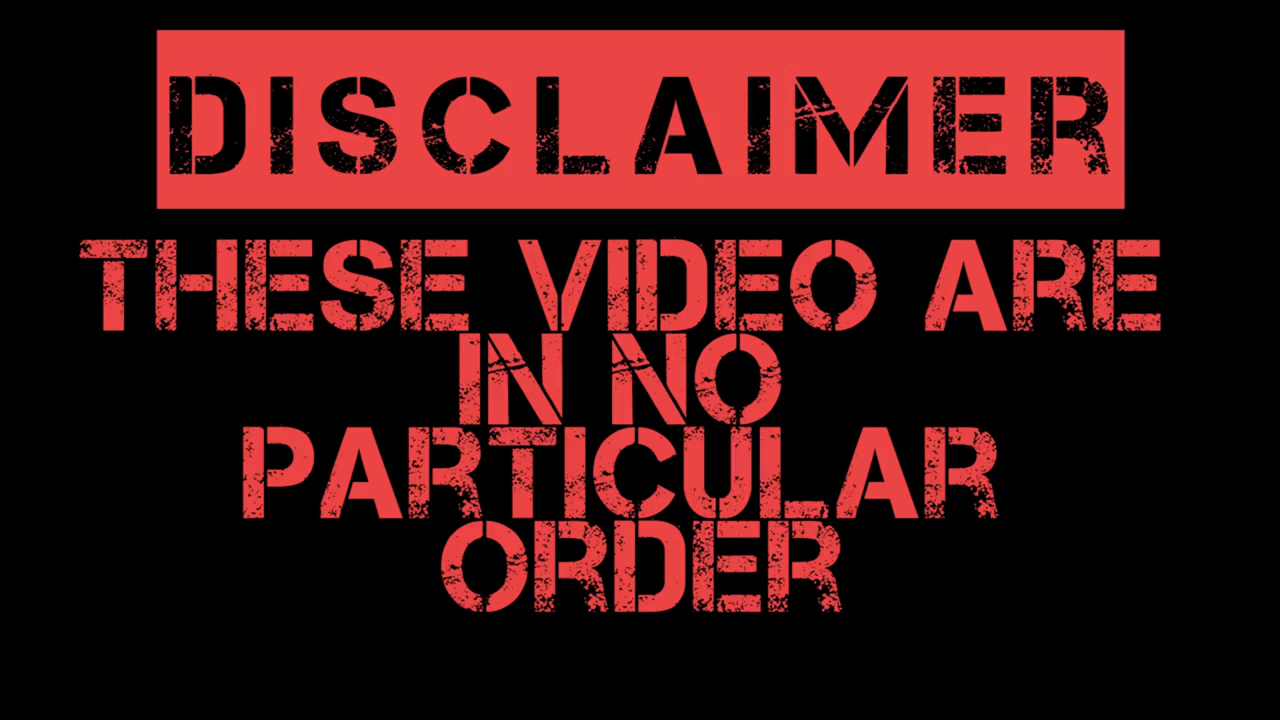 DISCLAIMER
THESE VIDEO ARE
IN NO
PARTICULAR
ORDER